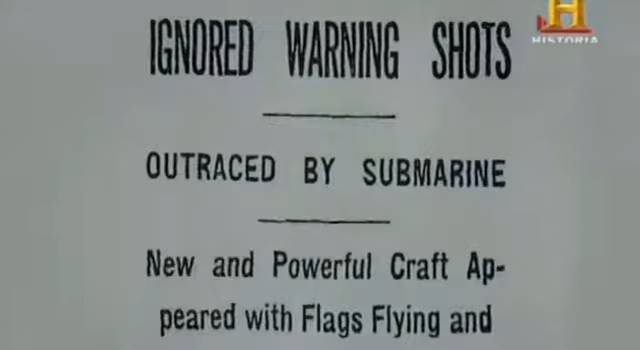 H
HISTORIA
IGNORED WARNING SHOTS
OUTRACED BY SUBMARINE
New and Powerful Craft Ap-
peared with Flags Flying and